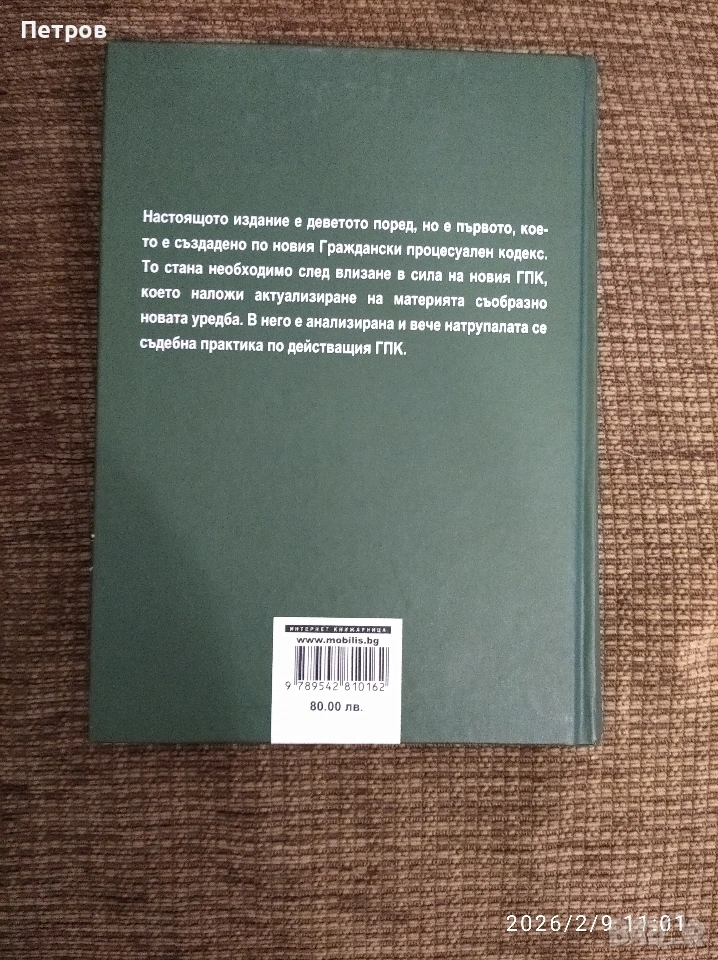 Петров
Настоящото издание е деветото поред, но е първото, кое-
то е създадено по новия Граждански процесуален кодекс.
То стана необходимо след влизане в сила на новия ГПК,
което наложи актуализиране на материята съобразно
новата уредба. В него е анализирана и вече натрупалата се
съдебна практика по действащия ГПК.
ИНТЕРНЕТ КНИЖАРНИЦА
www.mobilis.bg
9 789542 810162
80.00 лв.
2026/2/9 11:01